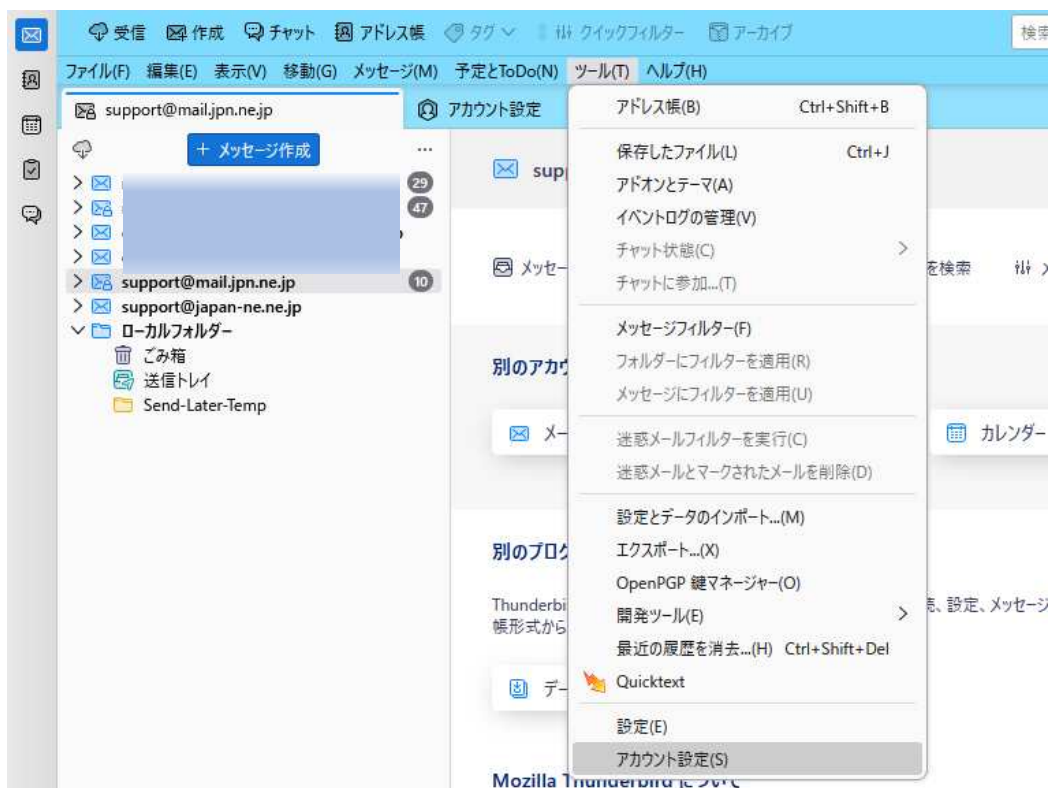 受信 作成 チャット アドレス帳 タグ クイックフィルター アーカイブ 検索
ファイル(F) 編集(E) 表示(V) 移動(G) メッセージ(M) 予定とToDo(N) ツール(T) ヘルプ(H)
support@mail.jpn.ne.jp アカウント設定
+ メッセージ作成 ...
29
47
support@mail.jpn.ne.jp 10
support@japan-ne.ne.jp
ローカルフォルダー
ごみ箱
送信トレイ
Send-Later-Temp
アドレス帳(B) Ctrl+Shift+B
保存したファイル(L) Ctrl+J
アドオンとテーマ(A)
イベントログの管理(V)
チャット状態(C)
チャットに参加...(T)
メッセージフィルター(F)
フォルダーにフィルターを適用(R)
メッセージにフィルターを適用(U)
迷惑メールフィルターを実行(C)
迷惑メールとマークされたメールを削除(D)
設定とデータのインポート...(M)
エクスポート...(X)
OpenPGP 鍵マネージャー(O)
開発ツール(E)
最近の履歴を消去...(H) Ctrl+Shift+Del
Quicktext
設定(E)
アカウント設定(S)
sup
メッセー を検索
別のアカウ
メー カレンダー
別のプログ
Thunderbi 続、設定、メッセージ
帳形式から
デー
Mozilla Thunderbird について